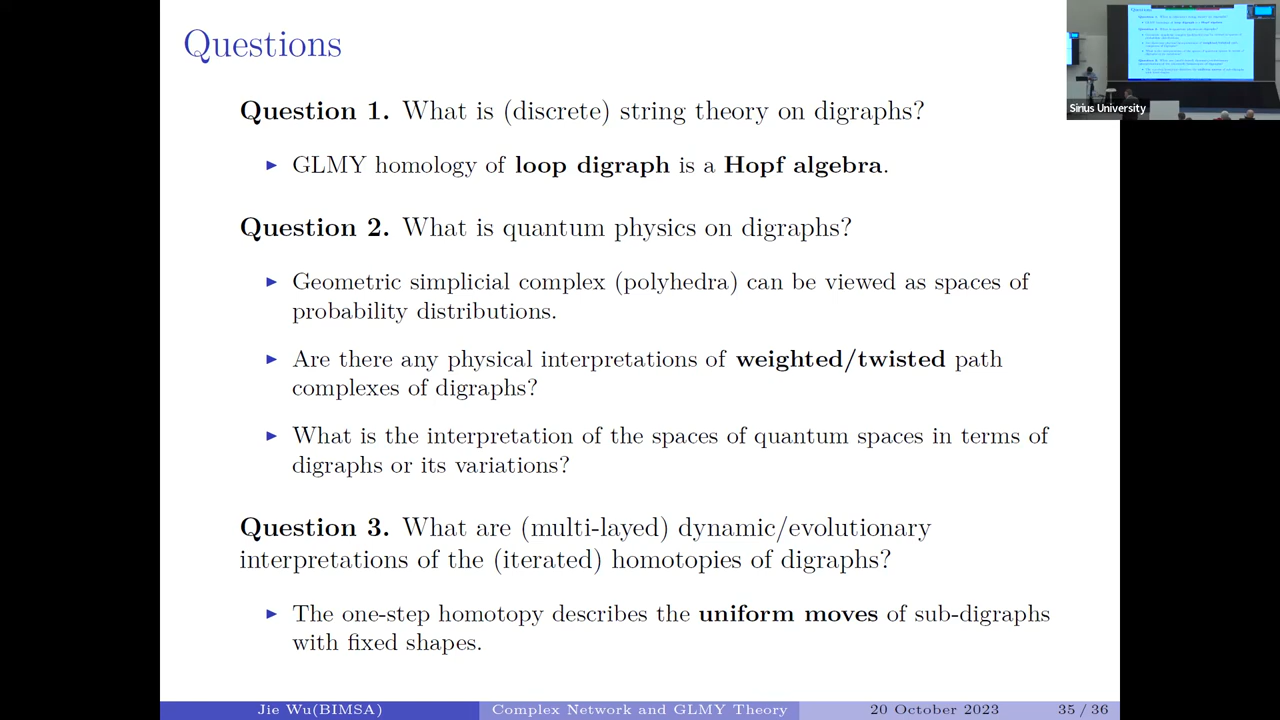 Questions
Question 1. What is (discrete) string theory on digraphs?
▶ GLMY homology of loop digraph is a Hopf algebra.
Question 2. What is quantum physics on digraphs?
▶ Geometric simplicial complex (polyhedra) can be viewed as spaces of
probability distributions.
▶ Are there any physical interpretations of weighted/twisted path
complexes of digraphs?
▶ What is the interpretation of the spaces of quantum spaces in terms of
digraphs or its variations?
Question 3. What are (multi-layed) dynamic/evolutionary
interpretations of the (iterated) homotopies of digraphs?
▶ The one-step homotopy describes the uniform moves of sub-digraphs
with fixed shapes.
Jie Wu(BIMSA) Complex Network and GLMY Theory 20 October 2023 35 / 36
Sirius University